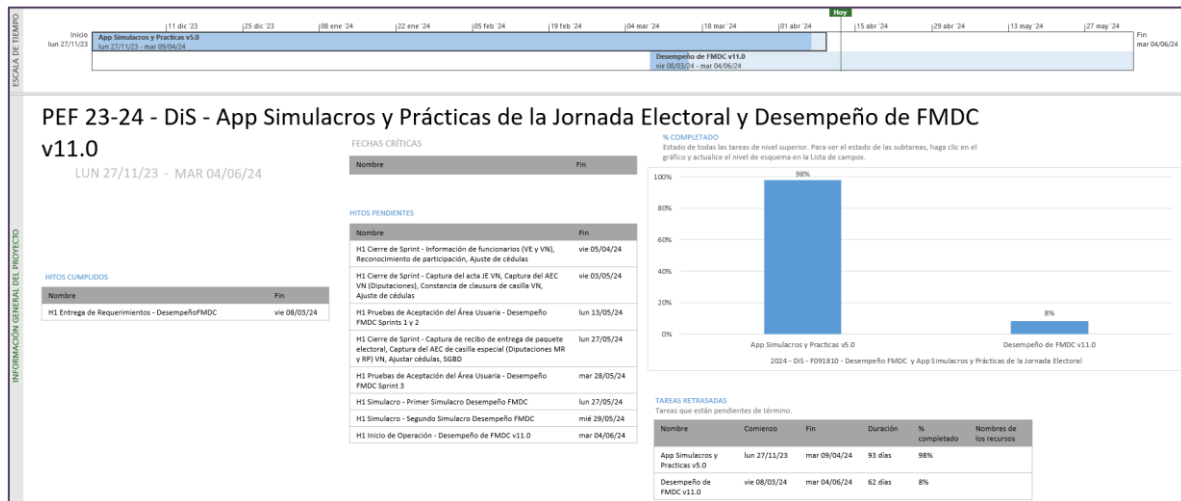 ESCALA DE TIEMPO
Hoy
11 dic '23
25 dic '23
08 ene '24
22 ene '24
05 feb '24
19 feb '24
04 mar '24
18 mar '24
01 abr '24
15 abr '24
29 abr '24
13 may '24
27 may '24
Inicio
lun 27/11/23
App Simulacros y Practicas v5.0
lun 27/11/23 - mar 09/04/24
Desempeño de FMDC v11.0
vie 08/03/24 - mar 04/06/24
Fin
mar 04/06/24
INFORMACIÓN GENERAL DEL PROYECTO
PEF 23-24 - DiS - App Simulacros y Prácticas de la Jornada Electoral y Desempeño de FMDC
v11.0
LUN 27/11/23 - MAR 04/06/24
HITOS CUMPLIDOS
Nombre Fin
H1 Entrega de Requerimientos - DesempeñoFMDC vie 08/03/24
FECHAS CRÍTICAS
Nombre Fin
HITOS PENDIENTES
Nombre Fin
H1 Cierre de Sprint - Información de funcionarios (VE y VN), vie 05/04/24
Reconocimiento de participación, Ajuste de cédulas
H1 Cierre de Sprint - Captura del acta JE VN, Captura del AEC vie 03/05/24
VN (Diputaciones), Constancia de clausura de casilla VN,
Ajuste de cédulas
H1 Pruebas de Aceptación del Área Usuaria - Desempeño lun 13/05/24
FMDC Sprints 1 y 2
H1 Cierre de Sprint - Captura de recibo de entrega de paquete lun 27/05/24
electoral, Captura del AEC de casilla especial (Diputaciones MR
y RP) VN, Ajustar cédulas, SGBD
H1 Pruebas de Aceptación del Área Usuaria - Desempeño mar 28/05/24
FMDC Sprint 3
H1 Simulacro - Primer Simulacro Desempeño FMDC lun 27/05/24
H1 Simulacro - Segundo Simulacro Desempeño FMDC mié 29/05/24
H1 Inicio de Operación - Desempeño de FMDC v11.0 mar 04/06/24
% COMPLETADO
Estado de todas las tareas de nivel superior. Para ver el estado de las subtareas, haga clic en el
gráfico y actualice el nivel de esquema en la Lista de campos.
100%
80%
60%
40%
20%
0%
98%
8%
App Simulacros y Practicas v5.0
Desempeño de FMDC v11.0
2024 - DiS - F091810 - Desempeño FMDC y App Simulacros y Prácticas de la Jornada Electoral
TAREAS RETRASADAS
Tareas que están pendientes de término.
Nombre Comienzo Fin Duración % completado Nombres de los recursos
App Simulacros y lun 27/11/23 mar 09/04/24 93 días 98%
Practicas v5.0
Desempeño de vie 08/03/24 mar 04/06/24 62 días 8%
FMDC v11.0